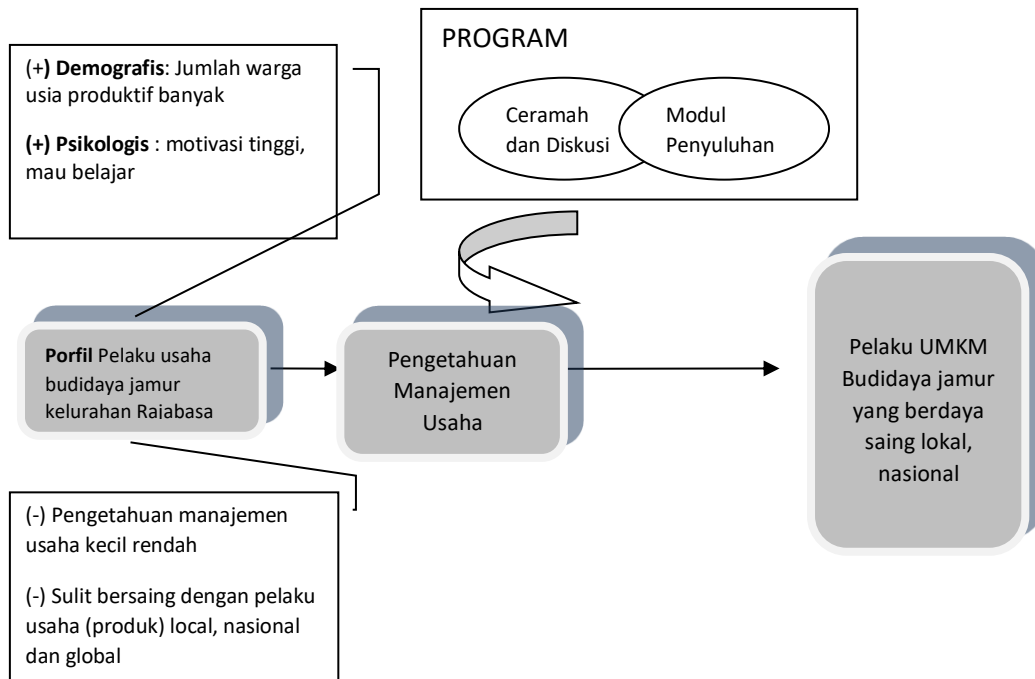 (+) Demografis: Jumlah warga
usia produktif banyak
(+) Psikologis : motivasi tinggi,
mau belajar
PROGRAM
Ceramah
dan Diskusi
Modul
Penyuluhan
Porfil Pelaku usaha
budidaya jamur
kelurahan Rajabasa
Pengetahuan
Manajemen
Usaha
Pelaku UMKM
Budidaya jamur
yang berdaya
saing lokal,
nasional
(-) Pengetahuan manajemen
usaha kecil rendah
(-) Sulit bersaing dengan pelaku
usaha (produk) local, nasional
dan global